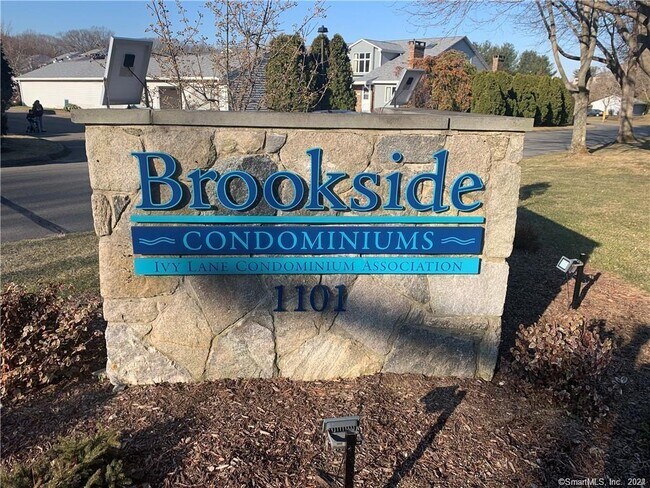 Brookside
CONDOMINIUMS
IVY LANE CONDOMINIUM ASSOCIATION
1101
©SmartMLS, Inc. 2021